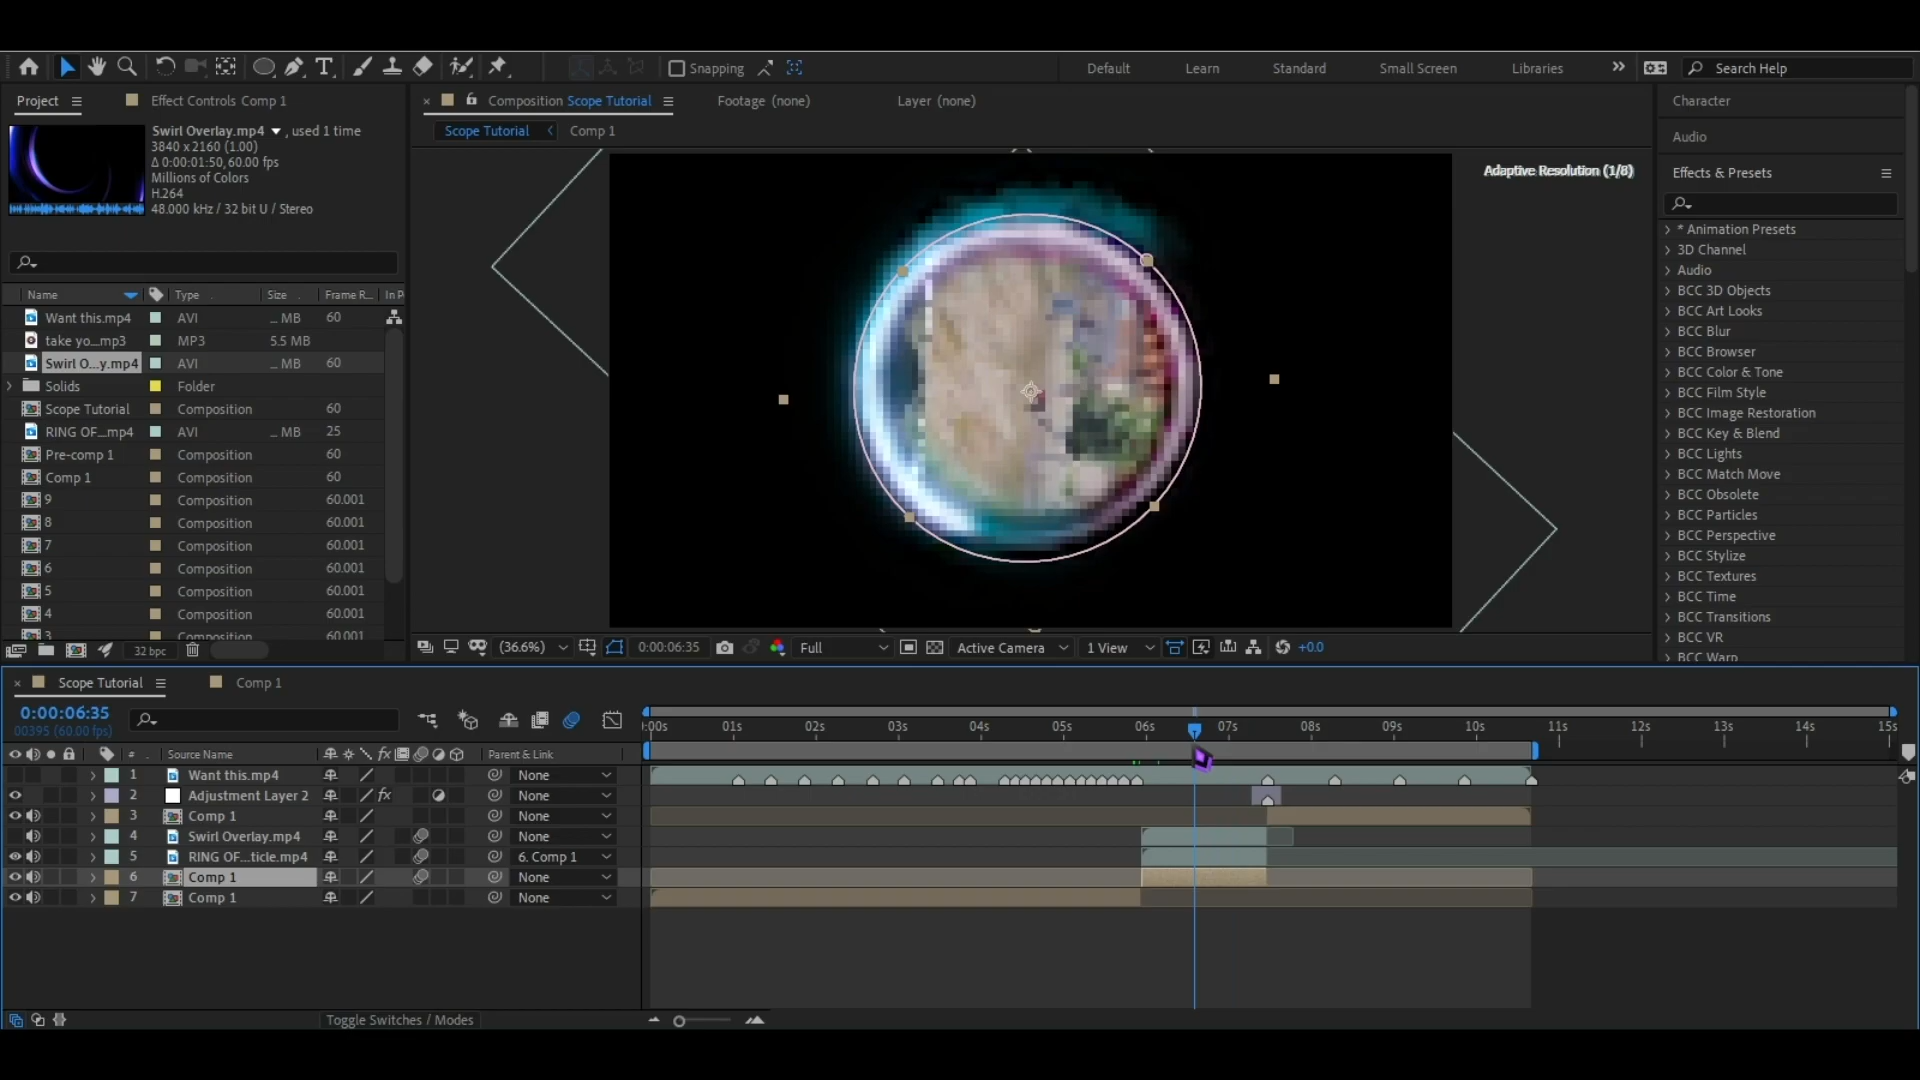 Snapping
Default
Learn
Standard
Small Screen
Libraries
Search Help
Project
Effect Controls Comp 1
Composition Scope Tutorial
Footage (none)
Layer (none)
Character
Scope Tutorial
Comp 1
Audio
Swirl Overlay.mp4 , used 1 time
3840 x 2160 (1.00)
Δ 0:00:01:50, 60.00 fps
Millions of Colors
H.264
48.000 kHz / 32 bit U / Stereo
Adaptive Resolution (1/8)
Effects & Presets
Name Type Size Frame R... In P
Want this.mp4 AVI ... MB 60
take yo...mp3 MP3 5.5 MB
Swirl O...y.mp4 AVI ... MB 60
Solids Folder
Scope Tutorial Composition 60
RING OF...mp4 AVI ... MB 25
Pre-comp 1 Composition 60
Comp 1 Composition 60
9 Composition 60.001
8 Composition 60.001
7 Composition 60.001
6 Composition 60.001
5 Composition 60.001
4 Composition 60.001
3 Composition 60.001
32 bpc
* Animation Presets
3D Channel
Audio
BCC 3D Objects
BCC Art Looks
BCC Blur
BCC Browser
BCC Color & Tone
BCC Film Style
BCC Image Restoration
BCC Key & Blend
BCC Lights
BCC Match Move
BCC Obsolete
BCC Particles
BCC Perspective
BCC Stylize
BCC Textures
BCC Time
BCC Transitions
BCC VR
BCC Warp
(36.6%) 0:00:06:35 Full Active Camera 1 View +0.0
Scope Tutorial
Comp 1
0:00:06:35
00395 (60.00 fps)
:00s 01s 02s 03s 04s 05s 06s 07s 08s 09s 10s 11s 12s 13s 14s 15s
# Source Name fx Parent & Link
1 Want this.mp4 None
2 Adjustment Layer 2 fx None
3 Comp 1 None
4 Swirl Overlay.mp4 None
5 RING OF...ticle.mp4 6. Comp 1
6 Comp 1 None
7 Comp 1 None
Toggle Switches / Modes